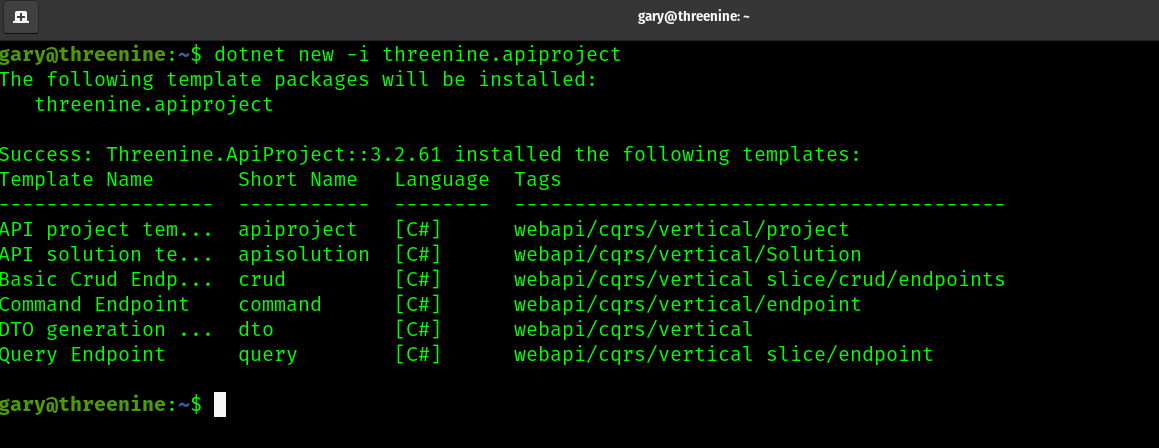 gary@threenine: ~
gary@threenine:~$ dotnet new -i threenine.apiproject
The following template packages will be installed:
   threenine.apiproject

Success: Threenine.ApiProject::3.2.61 installed the following templates:
Template Name       Short Name   Language  Tags
------------------  -----------  --------  -----------------------------------------
API project tem...  apiproject   [C#]      webapi/cqrs/vertical/project
API solution te...  apisolution  [C#]      webapi/cqrs/vertical/Solution
Basic Crud Endp...  crud         [C#]      webapi/cqrs/vertical slice/crud/endpoints
Command Endpoint    command      [C#]      webapi/cqrs/vertical/endpoint
DTO generation ...  dto          [C#]      webapi/cqrs/vertical
Query Endpoint      query        [C#]      webapi/cqrs/vertical slice/endpoint

gary@threenine:~$